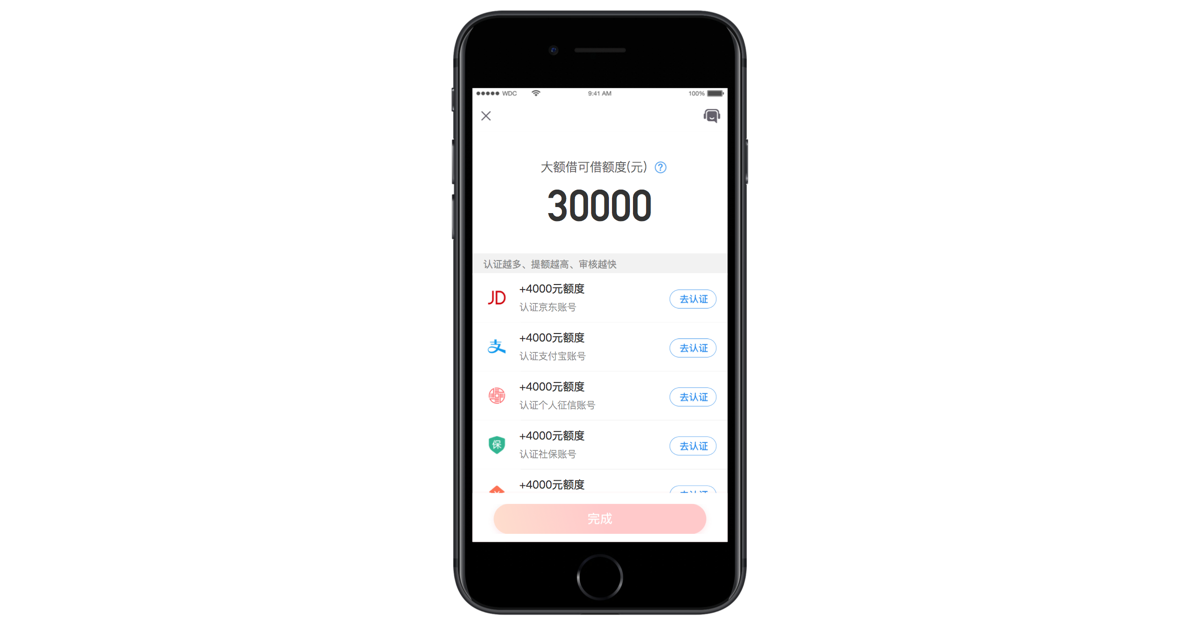 WDC 9:41 AM 100%
大额借可借额度(元) ?
30000
认证越多、提额越高、审核越快
JD
+4000元额度
认证京东账号
去认证
支
+4000元额度
认证支付宝账号
去认证
+4000元额度
认证个人征信账号
去认证
保
+4000元额度
认证社保账号
去认证
+4000元额度
去认证
完成